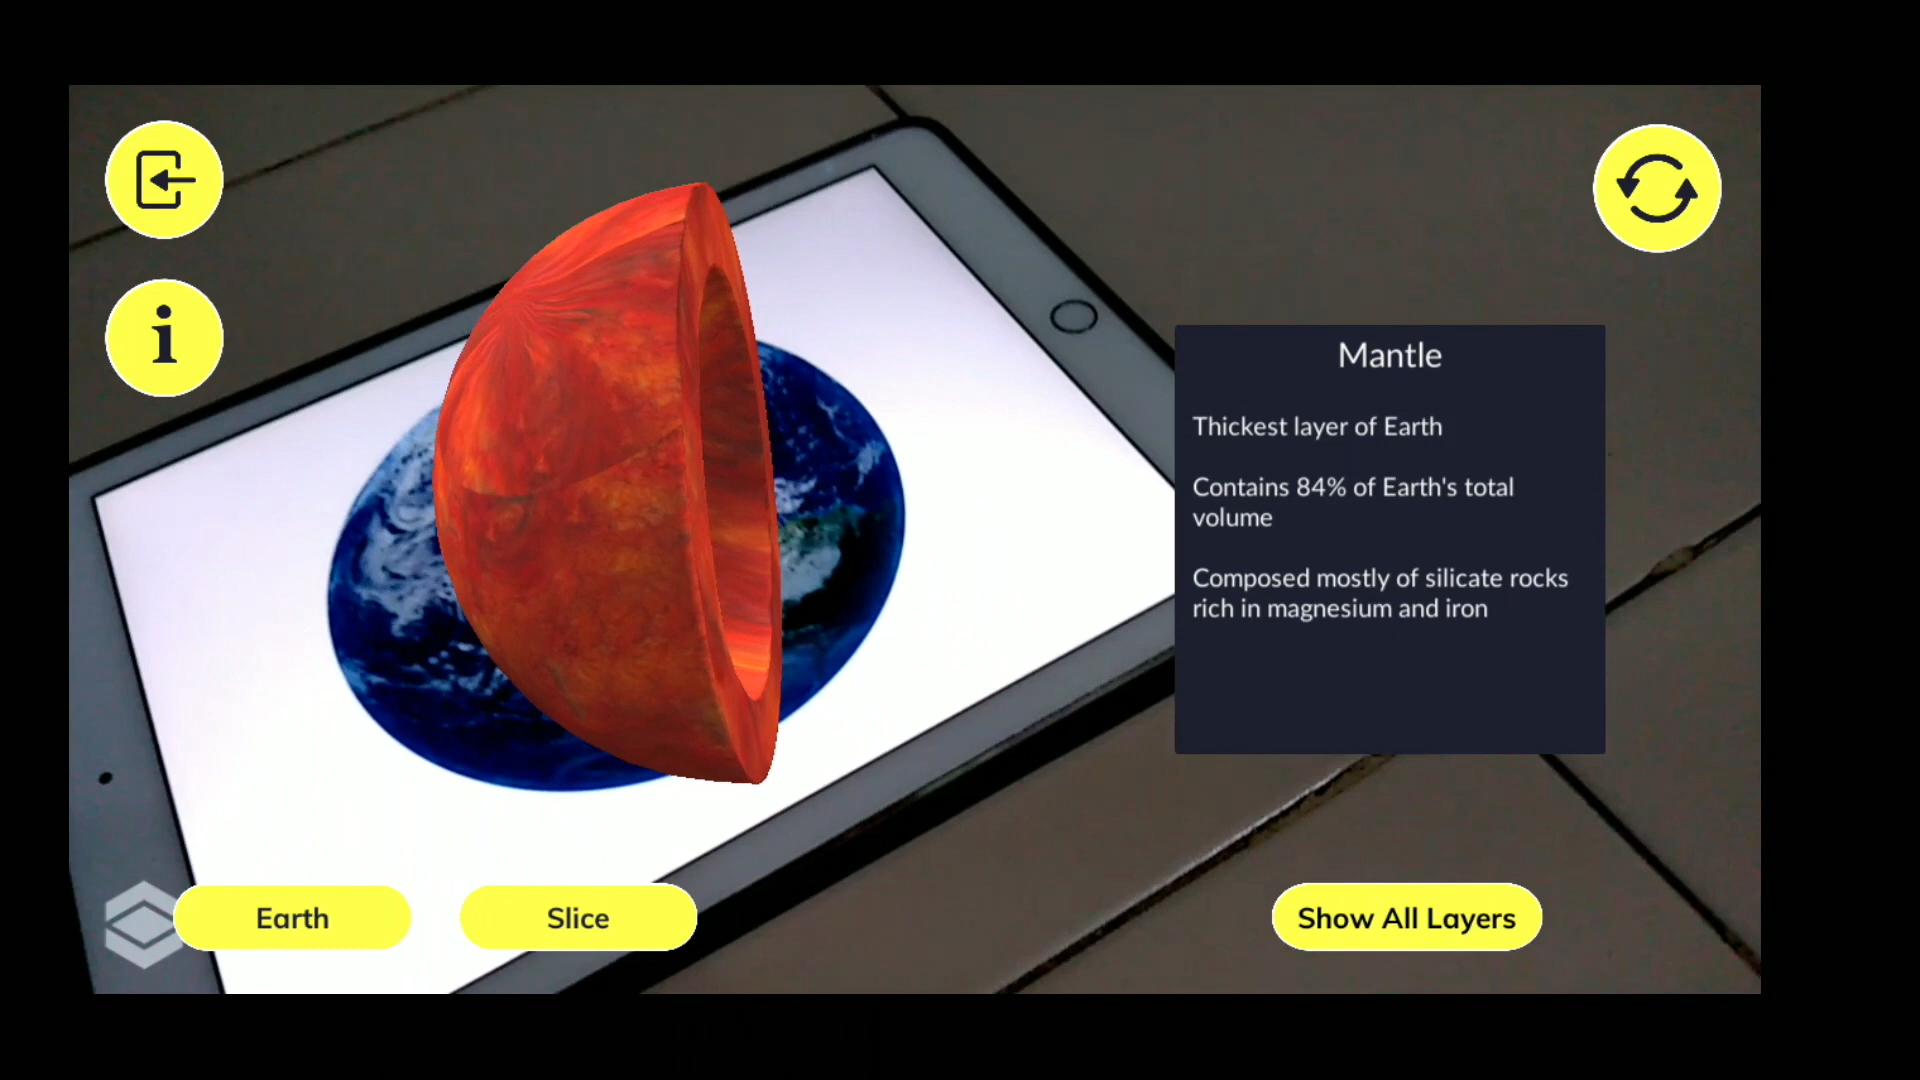 Mantle
Thickest layer of Earth
Contains 84% of Earth's total
volume
Composed mostly of silicate rocks
rich in magnesium and iron
Earth
Slice
Show All Layers